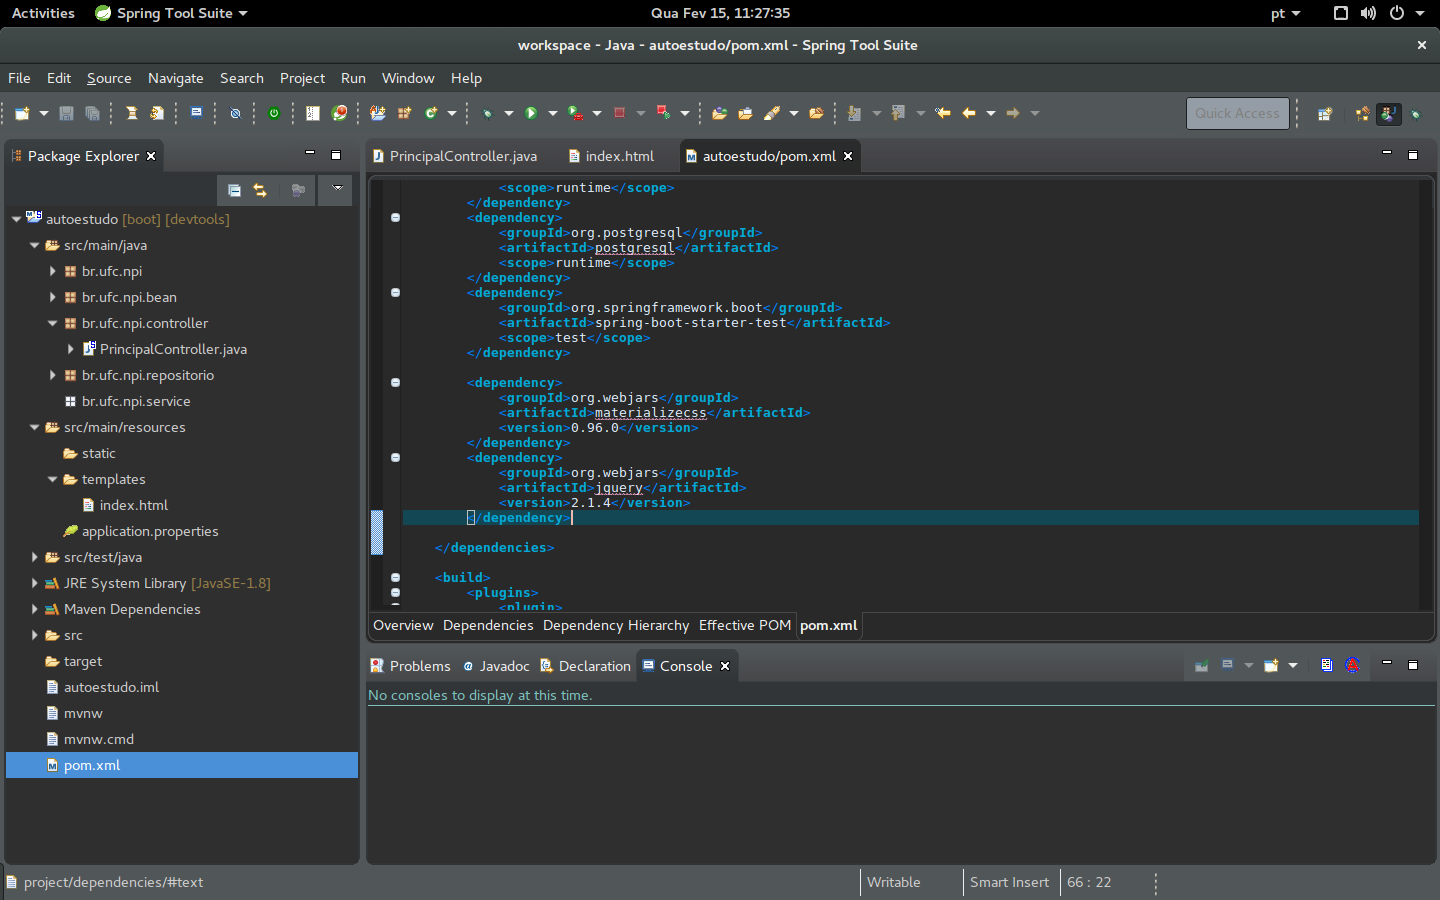 Activities Spring Tool Suite Qua Fev 15, 11:27:35 pt
workspace - Java - autoestudo/pom.xml - Spring Tool Suite
File Edit Source Navigate Search Project Run Window Help
Quick Access
Package Explorer
autoestudo [boot] [devtools]
src/main/java
br.ufc.npi
br.ufc.npi.bean
br.ufc.npi.controller
PrincipalController.java
br.ufc.npi.repositorio
br.ufc.npi.service
src/main/resources
static
templates
index.html
application.properties
src/test/java
JRE System Library [JavaSE-1.8]
Maven Dependencies
src
target
autoestudo.iml
mvnw
mvnw.cmd
pom.xml
PrincipalController.java index.html autoestudo/pom.xml
<scope>runtime</scope>
</dependency>
<dependency>
<groupId>org.postgresql</groupId>
<artifactId>postgresql</artifactId>
<scope>runtime</scope>
</dependency>
<dependency>
<groupId>org.springframework.boot</groupId>
<artifactId>spring-boot-starter-test</artifactId>
<scope>test</scope>
</dependency>
<dependency>
<groupId>org.webjars</groupId>
<artifactId>materializecss</artifactId>
<version>0.96.0</version>
</dependency>
<dependency>
<groupId>org.webjars</groupId>
<artifactId>jquery</artifactId>
<version>2.1.4</version>
</dependency>
</dependencies>
<build>
<plugins>
<plugin>
Overview Dependencies Dependency Hierarchy Effective POM pom.xml
Problems Javadoc Declaration Console
No consoles to display at this time.
project/dependencies/#text Writable Smart Insert 66 : 22